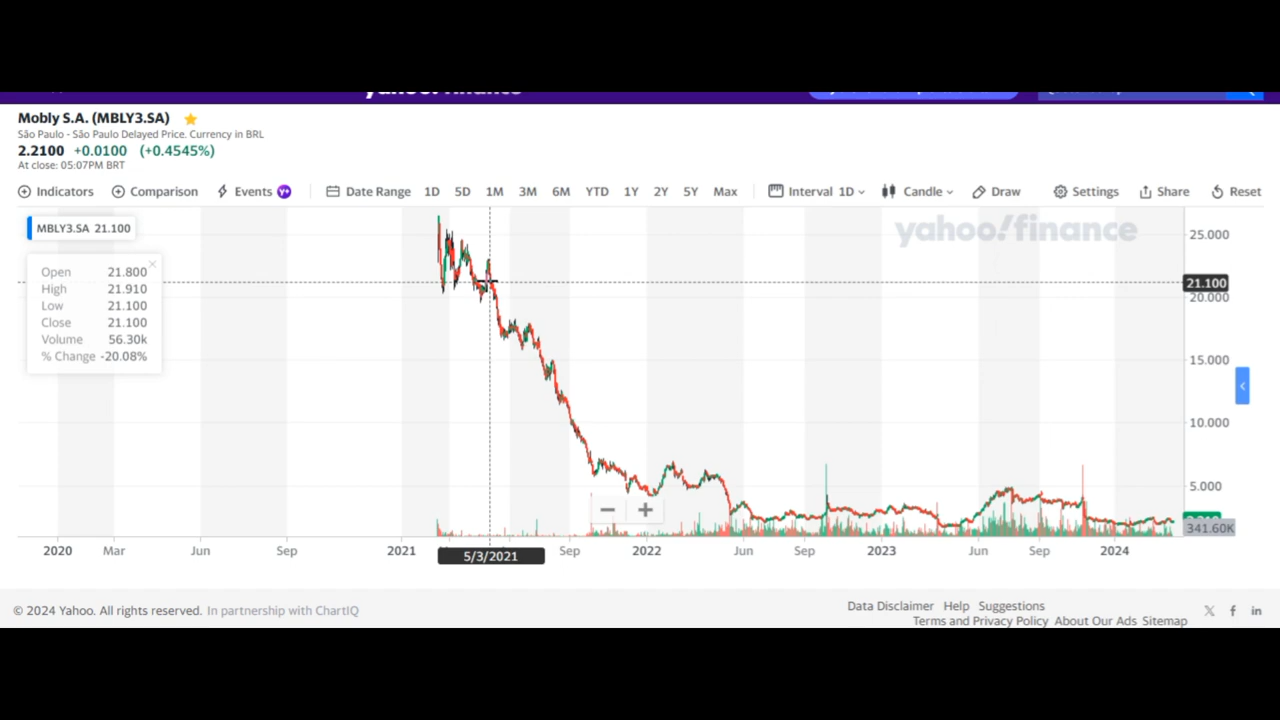 Mobly S.A. (MBLY3.SA)
São Paulo - São Paulo Delayed Price. Currency in BRL
2.2100 +0.0100 (+0.4545%)
At close: 05:07PM BRT
Indicators Comparison Events Y+ Date Range 1D 5D 1M 3M 6M YTD 1Y 2Y 5Y Max Interval 1D Candle Draw Settings Share Reset
MBLY3.SA 21.100
yahoo!finance
25.000
Open 21.800
High 21.910
Low 21.100
Close 21.100
Volume 56.30k
% Change -20.08%
21.100
20.000
15.000
10.000
5.000
341.60K
2020 Mar Jun Sep 2021 5/3/2021 Sep 2022 Jun Sep 2023 Jun Sep 2024
© 2024 Yahoo. All rights reserved. In partnership with ChartIQ
Data Disclaimer Help Suggestions
Terms and Privacy Policy About Our Ads Sitemap